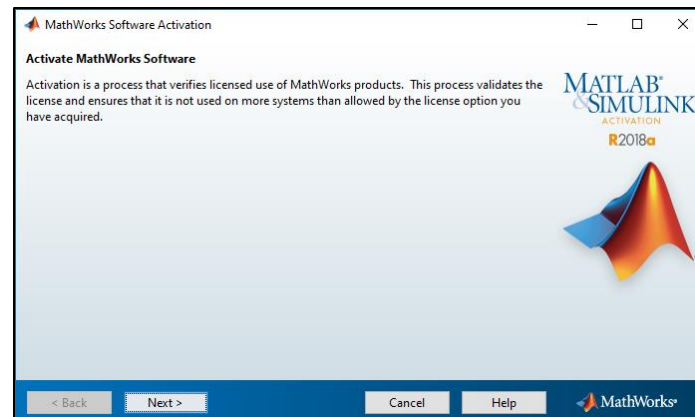 MathWorks Software Activation
Activate MathWorks Software
Activation is a process that verifies licensed use of MathWorks products. This process validates the
license and ensures that it is not used on more systems than allowed by the license option you
have acquired.
MATLAB®
&SIMULINK
ACTIVATION
R2018a
< Back
Next >
Cancel
Help
MathWorks®